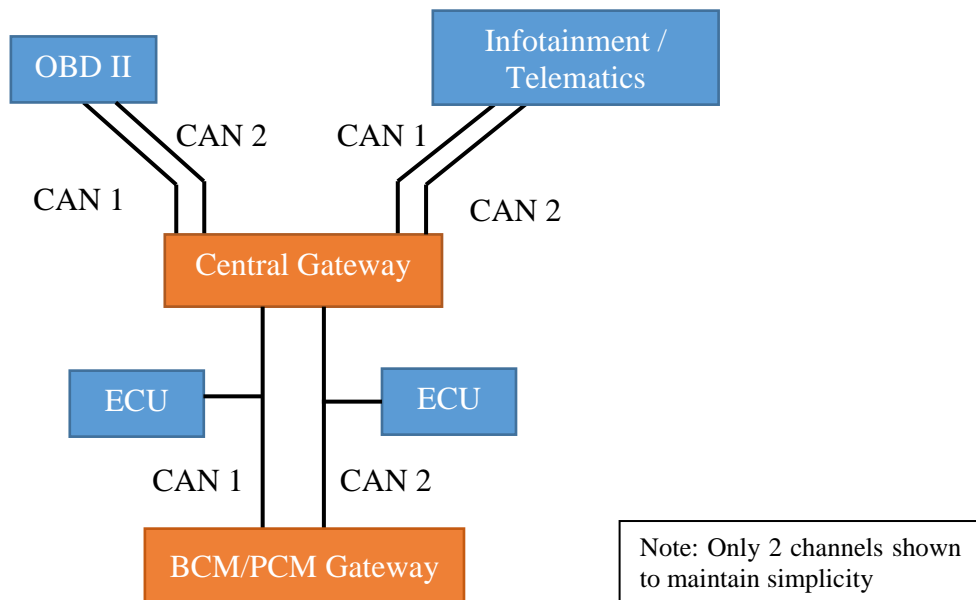 OBD II
Infotainment /
Telematics
CAN 2
CAN 1
CAN 1
CAN 2
Central Gateway
ECU
ECU
CAN 1
CAN 2
BCM/PCM Gateway
Note: Only 2 channels shown
to maintain simplicity